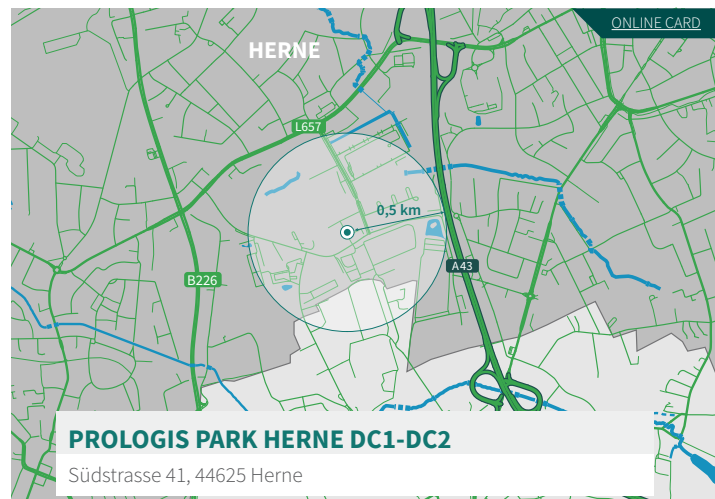 ONLINE CARD
HERNE
L657
0,5 km
A43
B226
PROLOGIS PARK HERNE DC1-DC2
Südstrasse 41, 44625 Herne